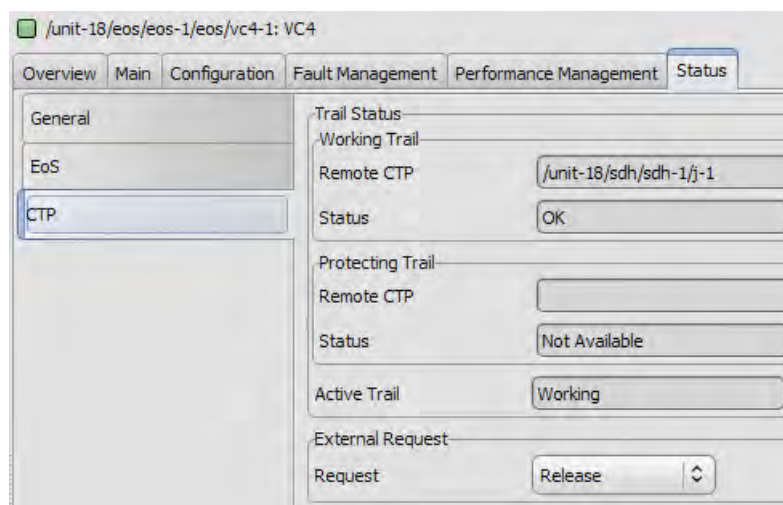 /unit-18/eos/eos-1/eos/vc4-1: VC4
Overview Main Configuration Fault Management Performance Management Status
General
EoS
CTP
Trail Status
Working Trail
Remote CTP /unit-18/sdh/sdh-1/j-1
Status OK
Protecting Trail
Remote CTP
Status Not Available
Active Trail Working
External Request
Request Release